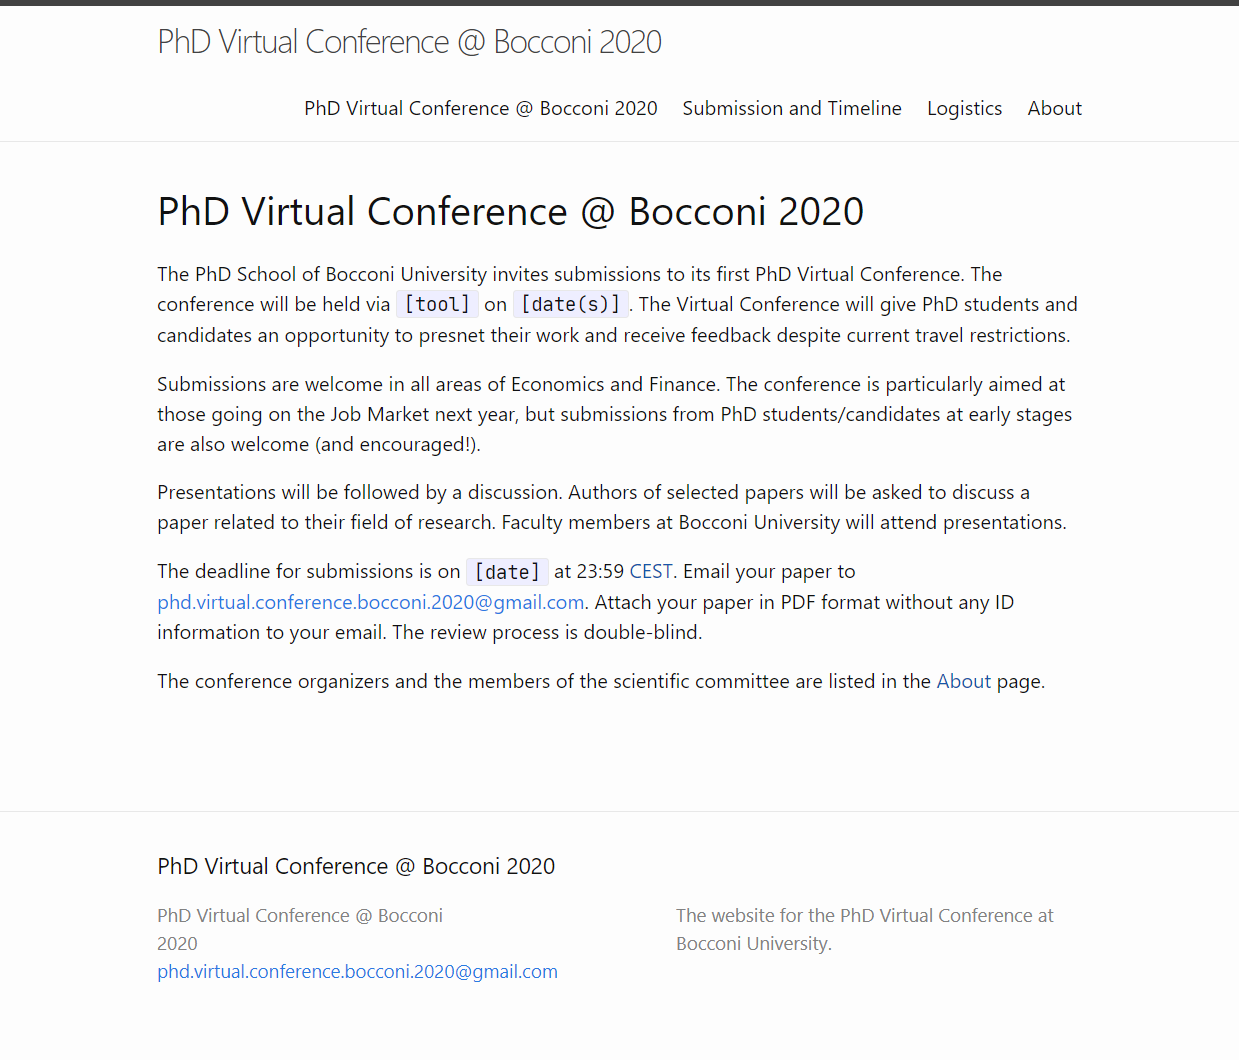 PhD Virtual Conference @ Bocconi 2020
PhD Virtual Conference @ Bocconi 2020 Submission and Timeline Logistics About
PhD Virtual Conference @ Bocconi 2020
The PhD School of Bocconi University invites submissions to its first PhD Virtual Conference. The
conference will be held via [tool] on [date(s)]. The Virtual Conference will give PhD students and
candidates an opportunity to presnet their work and receive feedback despite current travel restrictions.
Submissions are welcome in all areas of Economics and Finance. The conference is particularly aimed at
those going on the Job Market next year, but submissions from PhD students/candidates at early stages
are also welcome (and encouraged!).
Presentations will be followed by a discussion. Authors of selected papers will be asked to discuss a
paper related to their field of research. Faculty members at Bocconi University will attend presentations.
The deadline for submissions is on [date] at 23:59 CEST. Email your paper to
phd.virtual.conference.bocconi.2020@gmail.com. Attach your paper in PDF format without any ID
information to your email. The review process is double-blind.
The conference organizers and the members of the scientific committee are listed in the About page.
PhD Virtual Conference @ Bocconi 2020
PhD Virtual Conference @ Bocconi
2020
phd.virtual.conference.bocconi.2020@gmail.com
The website for the PhD Virtual Conference at
Bocconi University.